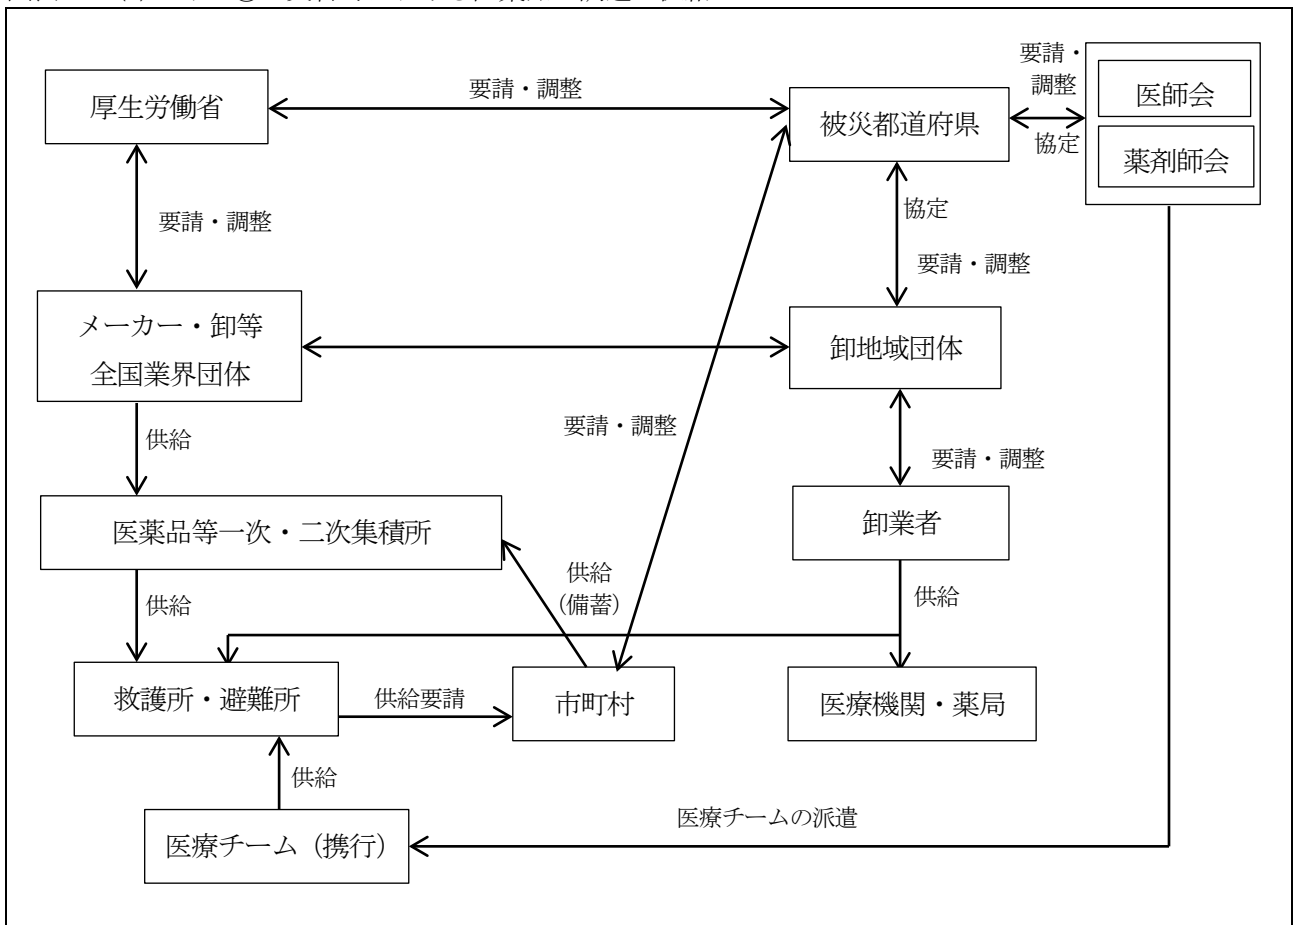 要請・調整
厚生労働省
要請・
調整
医師会
被災都道府県
協定
薬剤師会
要請・調整
協定
要請・調整
メーカー・卸等
全国業界団体
卸地域団体
要請・調整
供給
要請・調整
医薬品等一次・二次集積所
卸業者
供給
(備蓄)
供給
供給
救護所・避難所
供給要請
市町村
医療機関・薬局
供給
医療チームの派遣
医療チーム（携行）